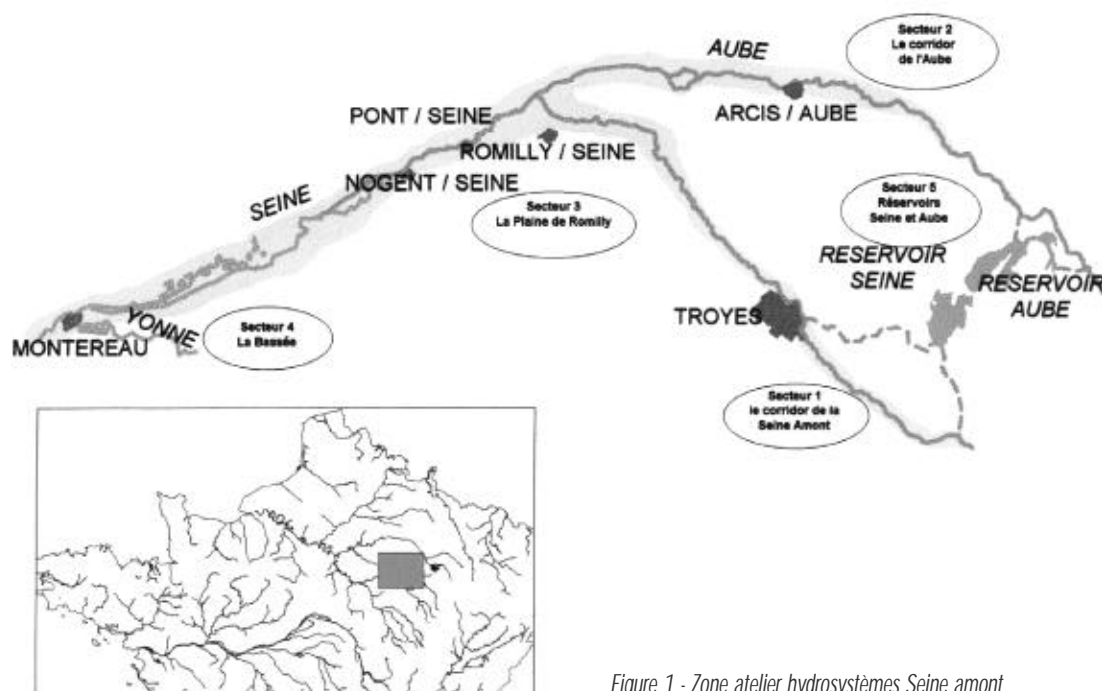 Secteur 2
Le corridor
de l'Aube
AUBE
PONT / SEINE
ARCIS / AUBE
ROMILLY / SEINE
NOGENT / SEINE
SEINE
Secteur 3
La Plaine de Romilly
Secteur 5
Réservoirs
Seine et Aube
RESERVOIR
SEINE
RESERVOIR
AUBE
TROYES
YONNE
Secteur 4
La Bassée
MONTEREAU
Secteur 1
le corridor de la
Seine Amont
Figure 1 - Zone atelier hydrosystèmes Seine amont